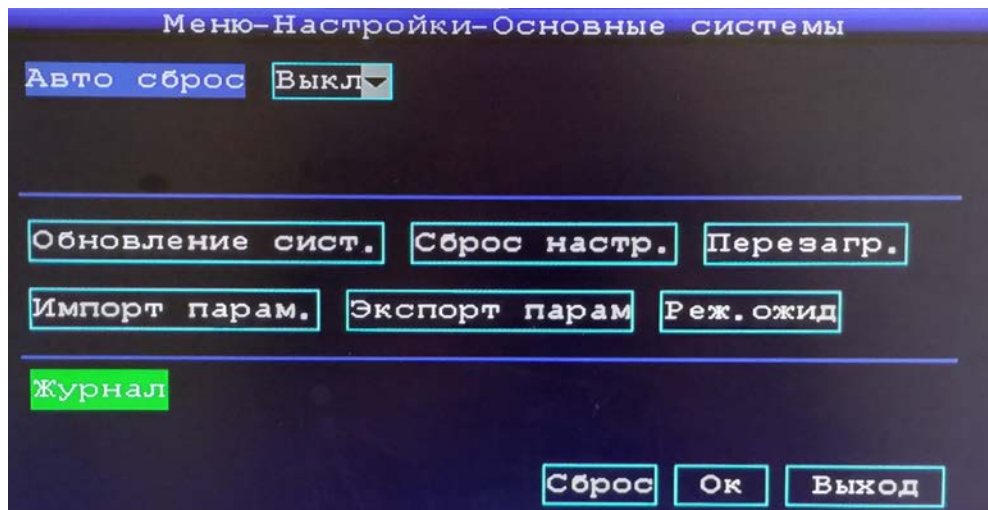 Меню-Настройки-Основные системы
Авто сброс Выкл
Обновление сист. Сброс настр. Перезагр.
Импорт парам. Экспорт парам Реж.ожид
Журнал
Сброс Ок Выход